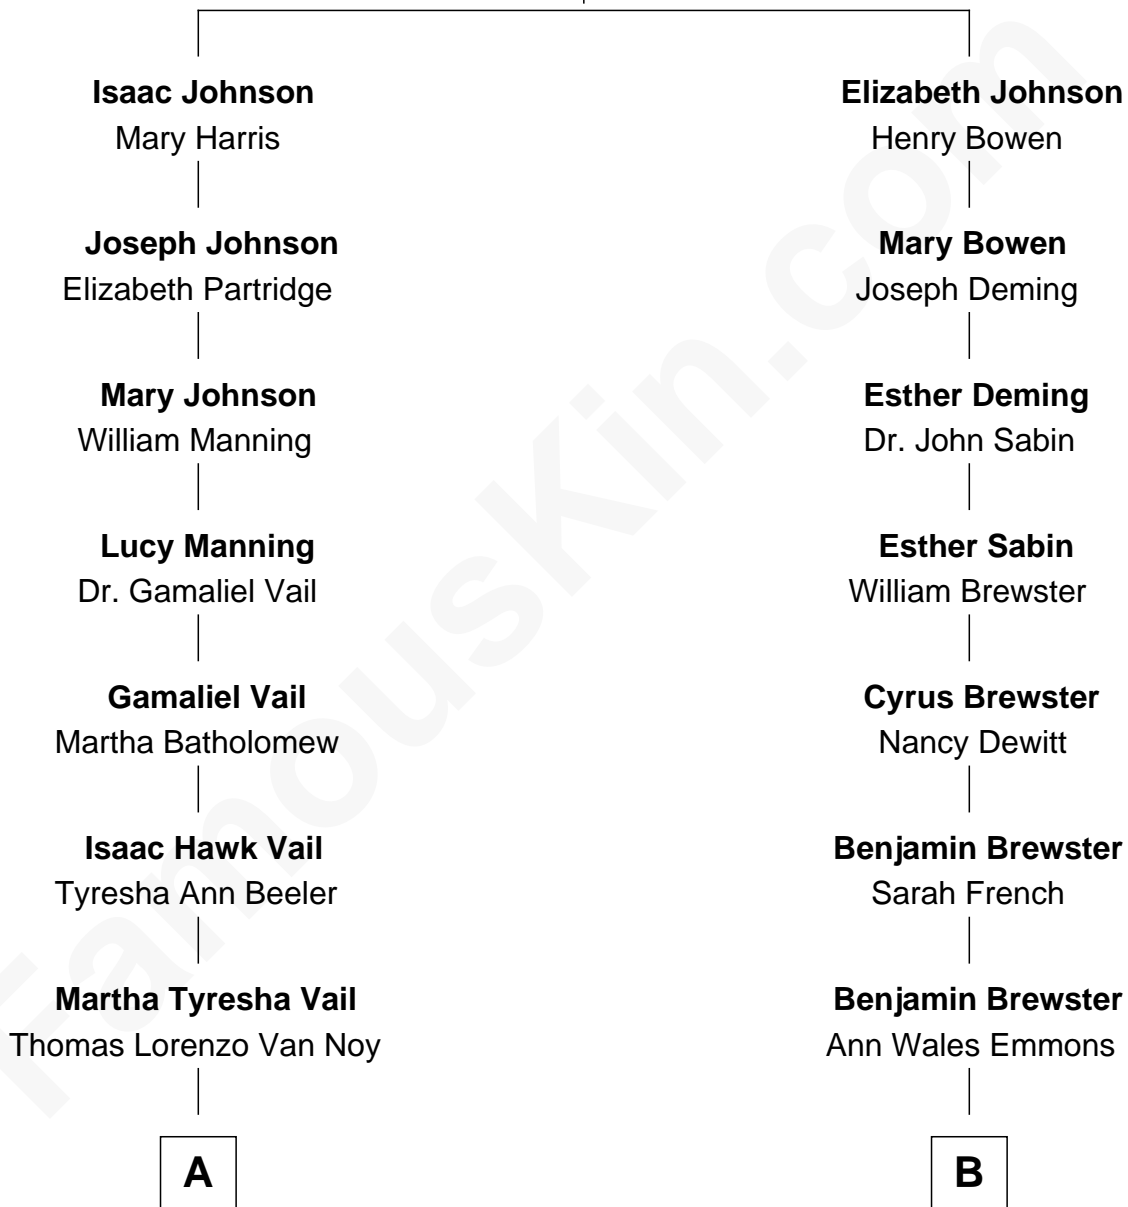 Isaac Johnson
Mary Harris
Joseph Johnson
Elizabeth Partridge
Mary Johnson
William Manning
Lucy Manning
Dr. Gamaliel Vail
Gamaliel Vail
Martha Batholomew
Isaac Hawk Vail
Tyresha Ann Beeler
Martha Tyresha Vail
Thomas Lorenzo Van Noy
A
Elizabeth Johnson
Henry Bowen
Mary Bowen
Joseph Deming
Esther Deming
Dr. John Sabin
Esther Sabin
William Brewster
Cyrus Brewster
Nancy Dewitt
Benjamin Brewster
Sarah French
Benjamin Brewster
Ann Wales Emmons
B
FamousKin.com